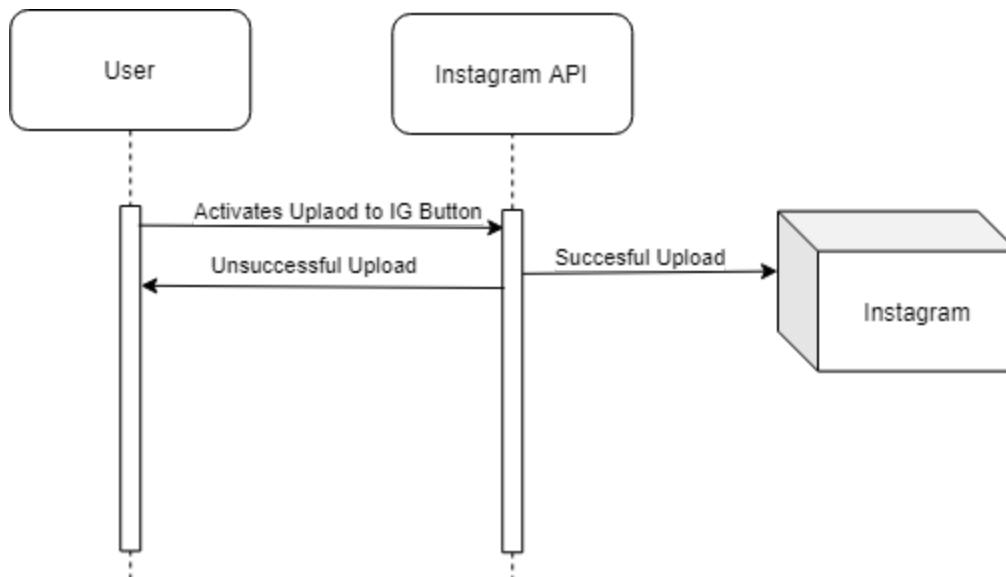 User
Instagram API
Activates Uplaod to IG Button
Unsuccessful Upload
Succesful Upload
Instagram